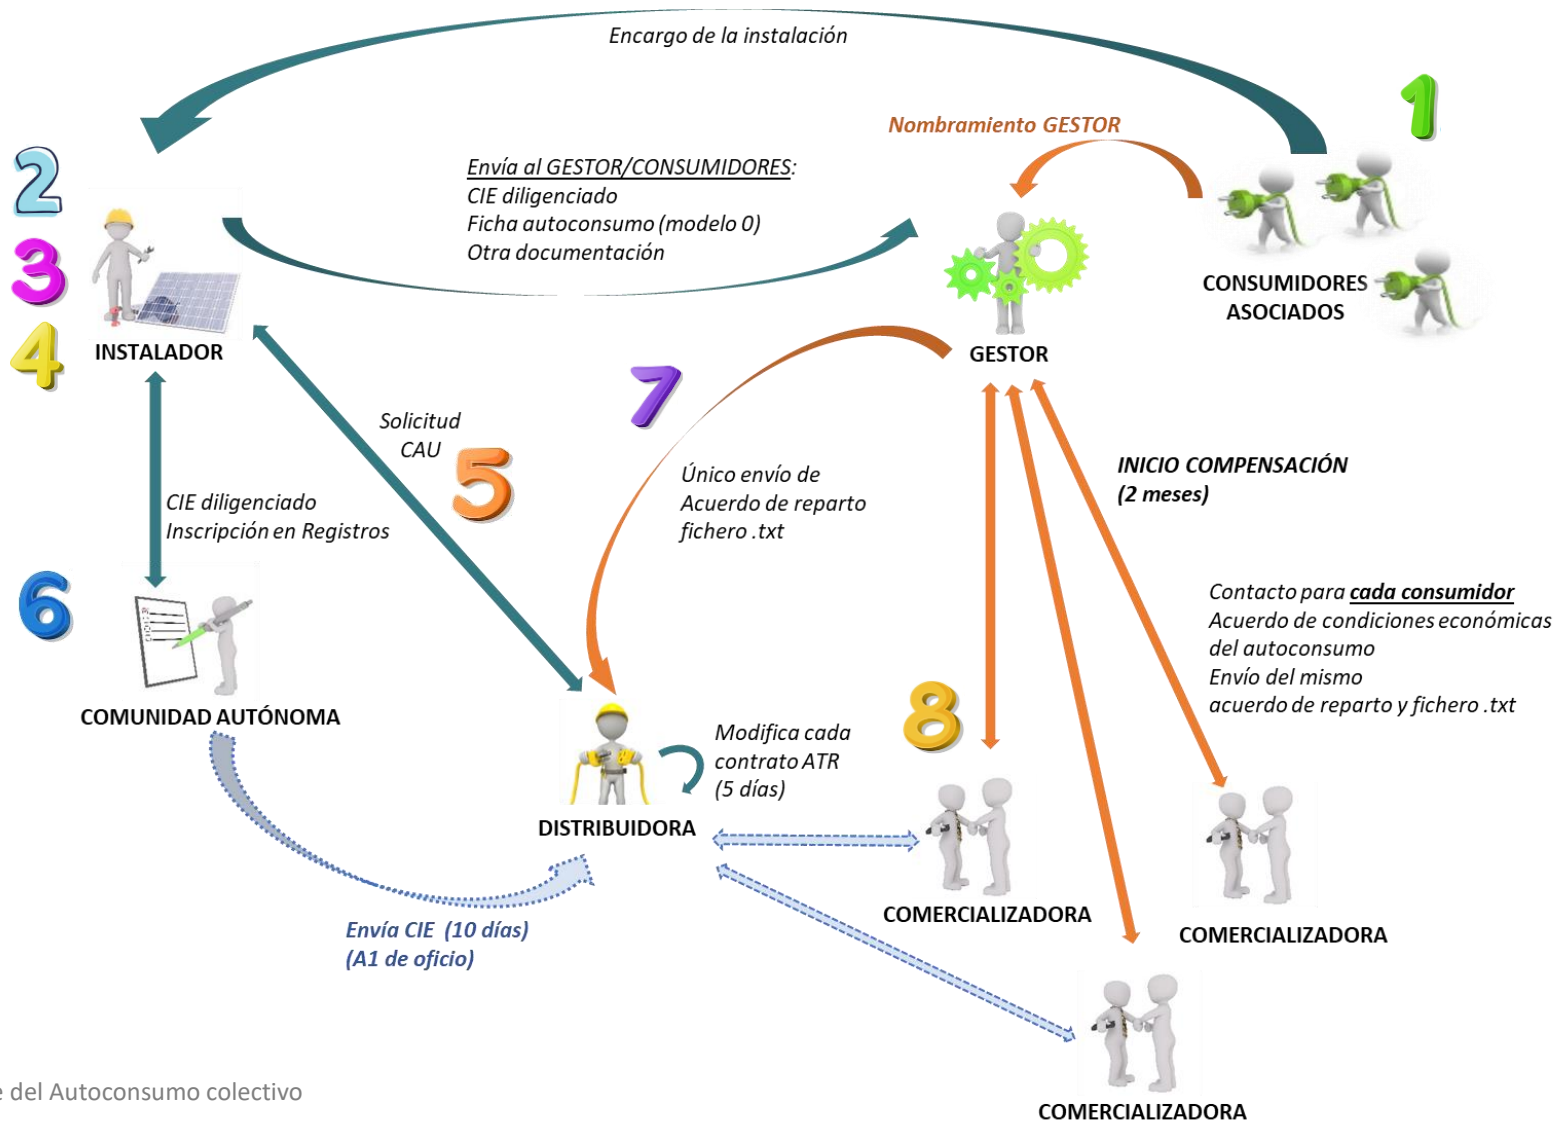 Encargo de la instalación
1
Nombramiento GESTOR
2
Envía al GESTOR/CONSUMIDORES:
CIE diligenciado
Ficha autoconsumo (modelo 0)
Otra documentación
3
CONSUMIDORES
ASOCIADOS
4
INSTALADOR
GESTOR
7
Solicitud
CAU
5
INICIO COMPENSACIÓN
(2 meses)
Único envío de
Acuerdo de reparto
fichero .txt
CIE diligenciado
Inscripción en Registros
6
Contacto para cada consumidor
Acuerdo de condiciones económicas
del autoconsumo
Envío del mismo
acuerdo de reparto y fichero .txt
COMUNIDAD AUTÓNOMA
8
Modifica cada
contrato ATR
(5 días)
DISTRIBUIDORA
COMERCIALIZADORA
COMERCIALIZADORA
Envía CIE (10 días)
(A1 de oficio)
e del Autoconsumo colectivo
COMERCIALIZADORA